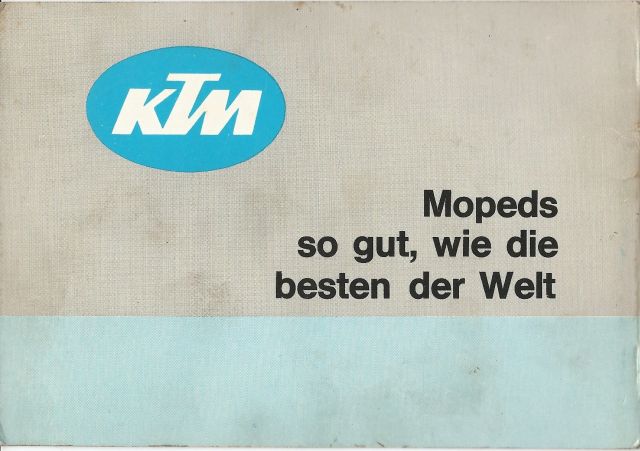 KTM
Mopeds
so gut, wie die
besten der Welt